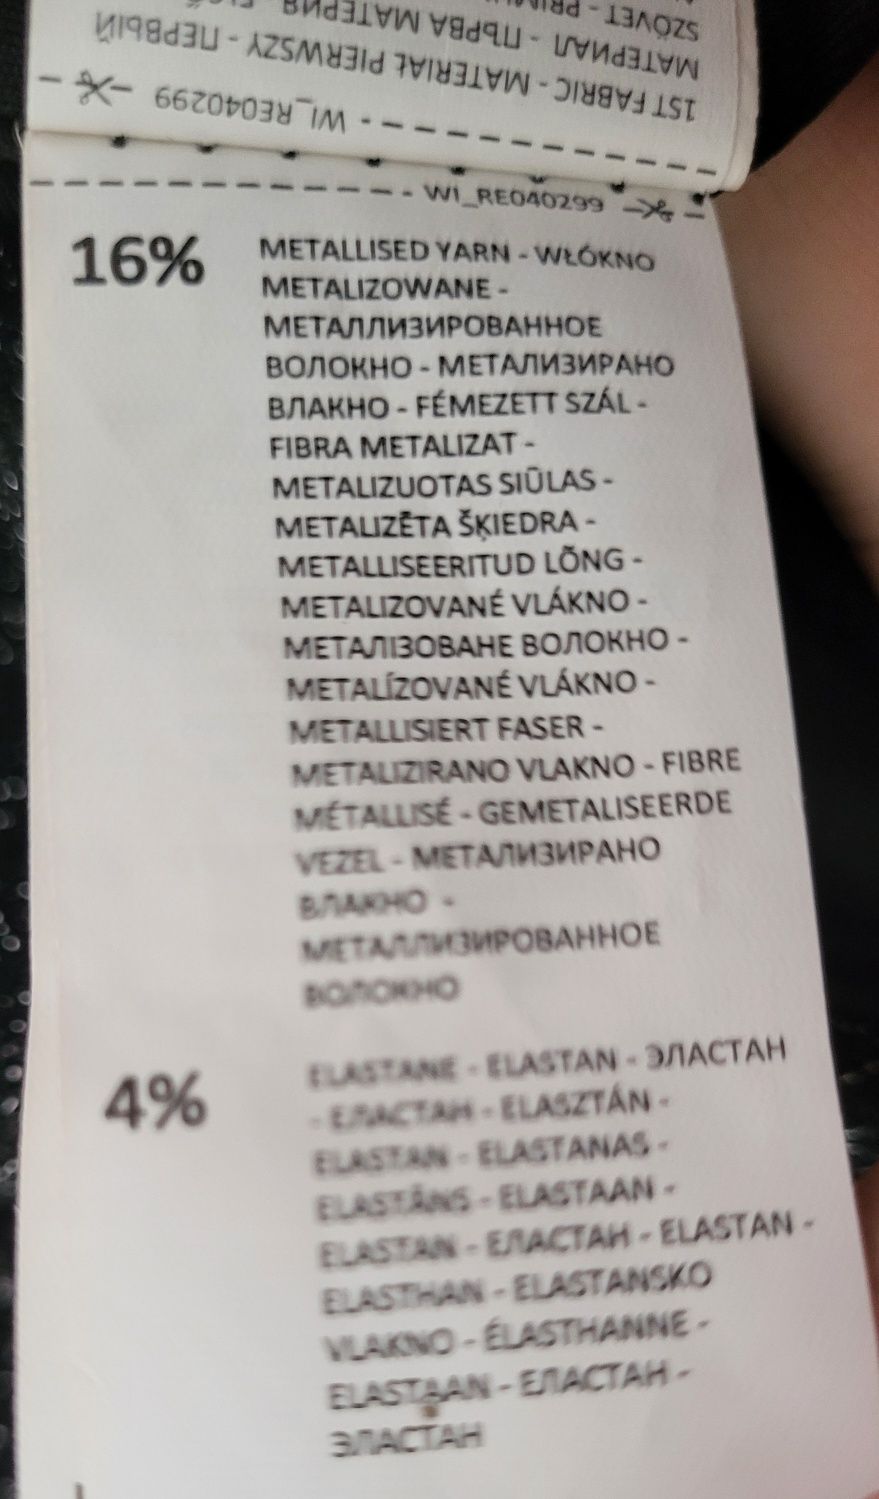 SZÖVET - PRIM
МАТЕРИАЛ - ПЪРВА МАТЕРИЯ
1ST FABRIC - MATERIAŁ PIERWSZY - ПЕРВЫЙ
WI_RE040299
WI_RE040299
16% METALLISED YARN - WŁÓKNO
METALIZOWANE -
МЕТАЛЛИЗИРОВАННОЕ
ВОЛОКНО - МЕТАЛИЗИРАНО
ВЛАКНО - FÉMEZETT SZÁL -
FIBRA METALIZAT -
METALIZUOTAS SIŪLAS -
METALIZĒTA ŠĶIEDRA -
METALLISEERITUD LÕNG -
METALIZOVANÉ VLÁKNO -
МЕТАЛІЗОВАНЕ ВОЛОКНО -
METALÍZOVANÉ VLÁKNO -
METALLISIERT FASER -
METALIZIRANO VLAKNO - FIBRE
MÉTALLISÉ - GEMETALISEERDE
VEZEL - МЕТАЛИЗИРАНО
ВЛАКНО -
МЕТАЛЛИЗИРОВАННОЕ
ВОЛОКНО
4% ELASTANE - ELASTAN - ЭЛАСТАН
- ЕЛАСТАН - ELASZTÁN -
ELASTAN - ELASTANAS -
ELASTĀNS - ELASTAAN -
ELASTAN - ЕЛАСТАН - ELASTAN -
ELASTHAN - ELASTANSKO
VLAKNO - ÉLASTHANNE -
ELASTAAN - ЕЛАСТАН -
ЭЛАСТАН